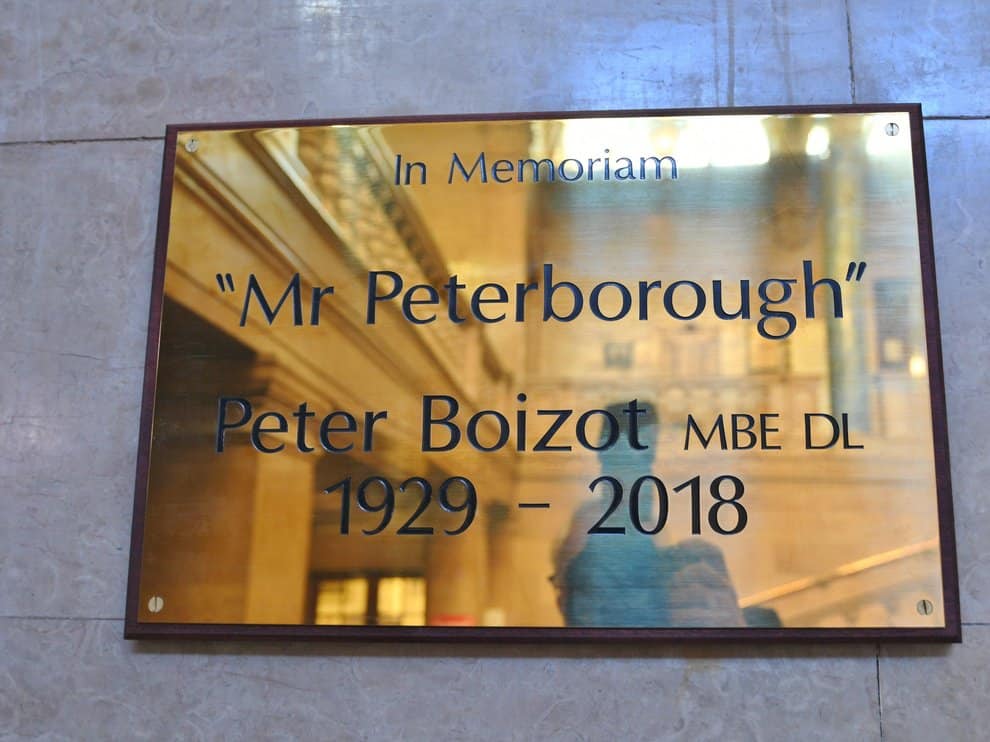 In Memoriam
"Mr Peterborough"
Peter Boizot MBE DL
1929 – 2018